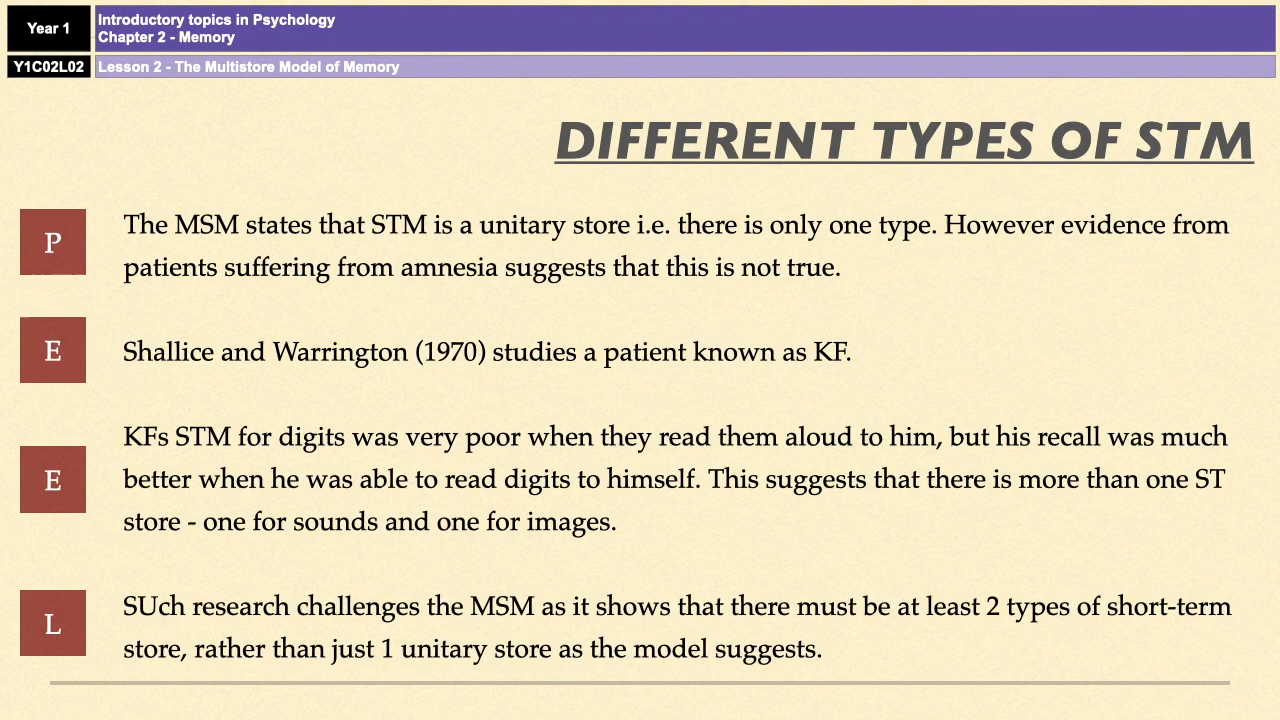 Year 1
Introductory topics in Psychology
Chapter 2 - Memory
Y1C02L02
Lesson 2 - The Multistore Model of Memory
DIFFERENT TYPES OF STM
P
The MSM states that STM is a unitary store i.e. there is only one type. However evidence from
patients suffering from amnesia suggests that this is not true.
E
Shallice and Warrington (1970) studies a patient known as KF.
E
KFs STM for digits was very poor when they read them aloud to him, but his recall was much
better when he was able to read digits to himself. This suggests that there is more than one ST
store - one for sounds and one for images.
L
SUch research challenges the MSM as it shows that there must be at least 2 types of short-term
store, rather than just 1 unitary store as the model suggests.